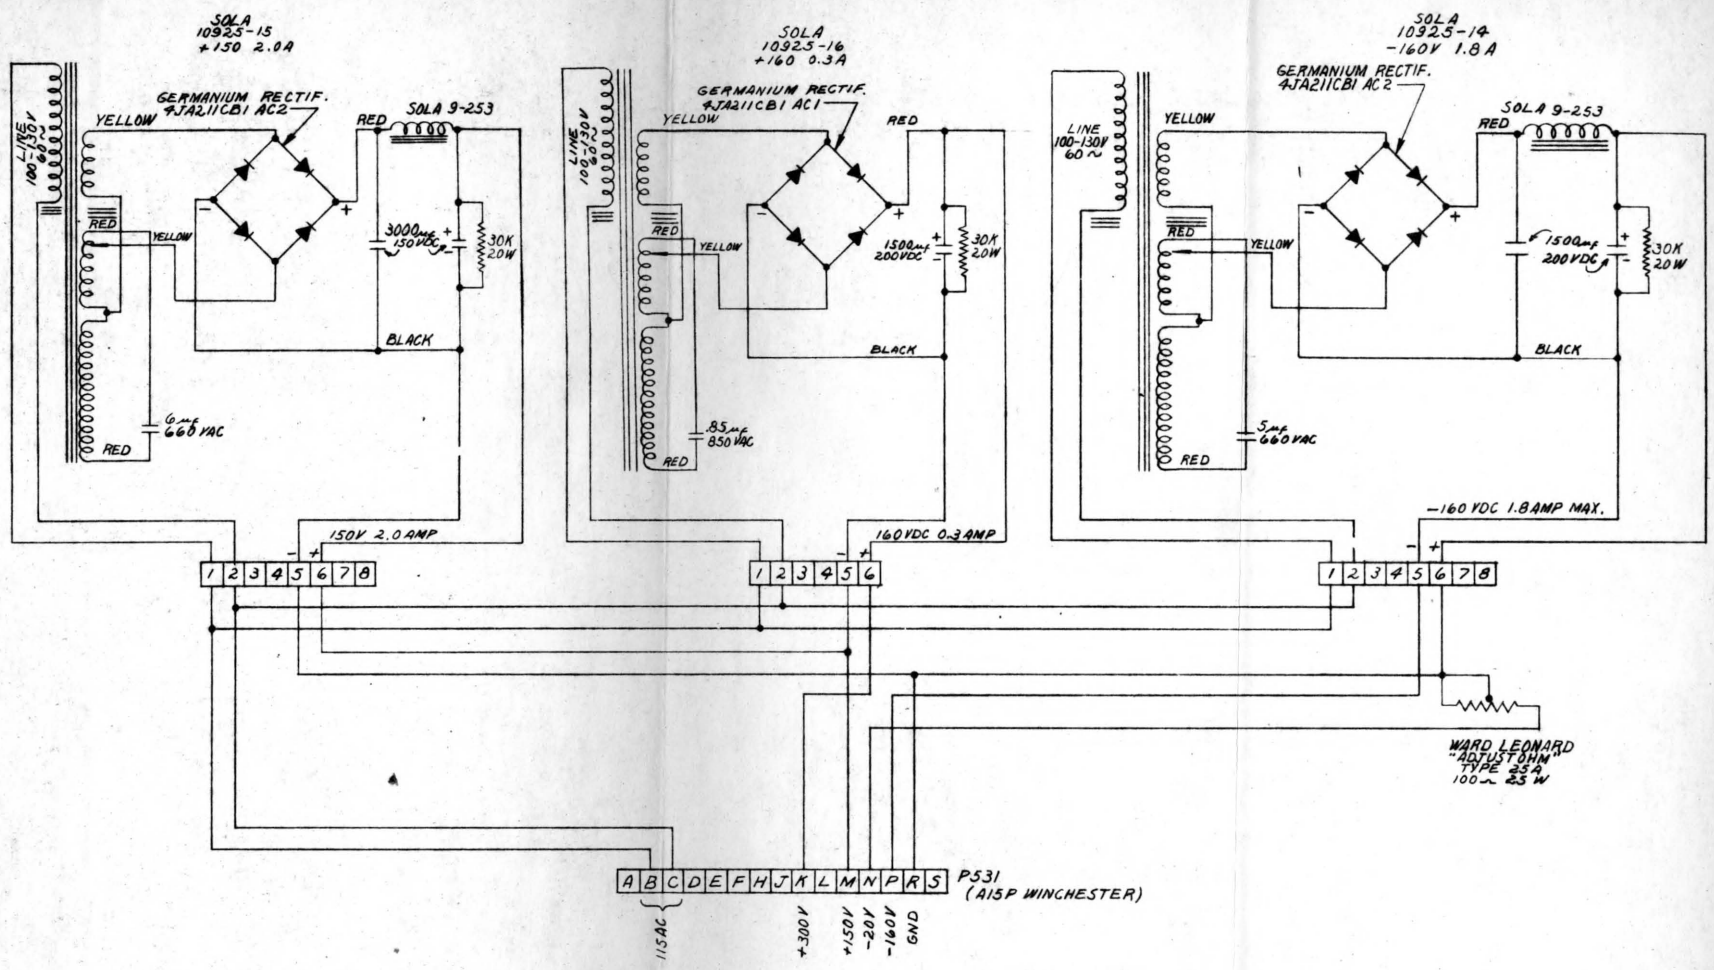 SOLA
10925-15
+150 2.0A
GERMANIUM RECTIF.
4JA211CB1 AC2
SOLA 9-253
YELLOW
RED
LINE
100-130V
60~
RED
YELLOW
-
+
3000µf
150VDC
+
-
30K
20W
BLACK
6µf
660VAC
RED
150V 2.0AMP
- +
1 2 3 4 5 6 7 8
SOLA
10925-16
+160 0.3A
GERMANIUM RECTIF.
4JA211CB1 AC1
YELLOW
RED
LINE
100-130V
60~
RED
YELLOW
-
+
1500µf
200VDC
+
-
30K
20W
BLACK
.85µf
850VAC
RED
160VDC 0.3AMP
- +
1 2 3 4 5 6
SOLA
10925-14
-160V 1.8A
GERMANIUM RECTIF.
4JA211CB1 AC2
SOLA 9-253
YELLOW
RED
LINE
100-130V
60~
RED
YELLOW
-
+
1500µf
200VDC
+
-
30K
20W
BLACK
5µf
660VAC
RED
-160 VDC 1.8AMP MAX.
- +
1 2 3 4 5 6 7 8
WARD LEONARD
"ADJUSTOHM"
TYPE 25A
100~ 25W
A B C D E F H J K L M N P R S
P531
(A15P WINCHESTER)
115AC
+300V
+150V
-20V
-160V
GND